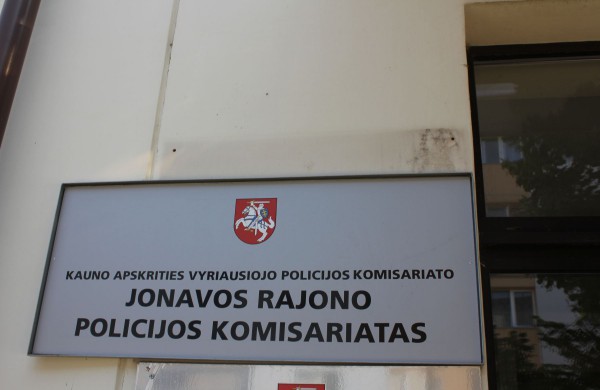 KAUNO APSKRITIES VYRIAUSIOJO POLICIJOS KOMISARIATO
JONAVOS RAJONO
POLICIJOS KOMISARIATAS